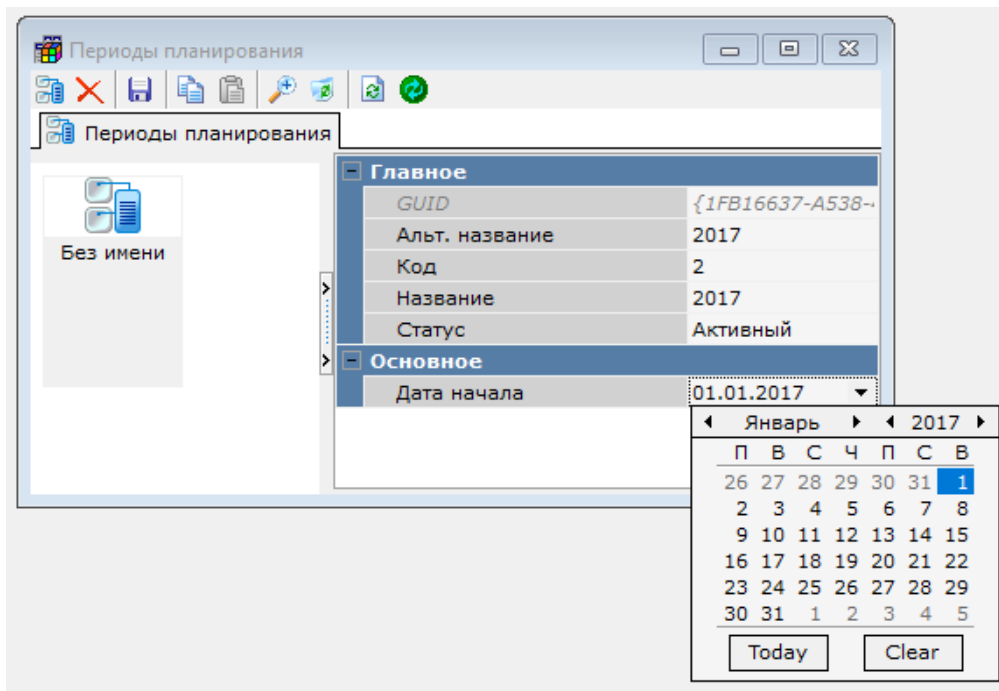 Периоды планирования
Периоды планирования
Без имени
Главное
GUID {1FB16637-A538-
Альт. название 2017
Код 2
Название 2017
Статус Активный
Основное
Дата начала 01.01.2017
Январь 2017
П В С Ч П С В
26 27 28 29 30 31 1
2 3 4 5 6 7 8
9 10 11 12 13 14 15
16 17 18 19 20 21 22
23 24 25 26 27 28 29
30 31 1 2 3 4 5
Today Clear